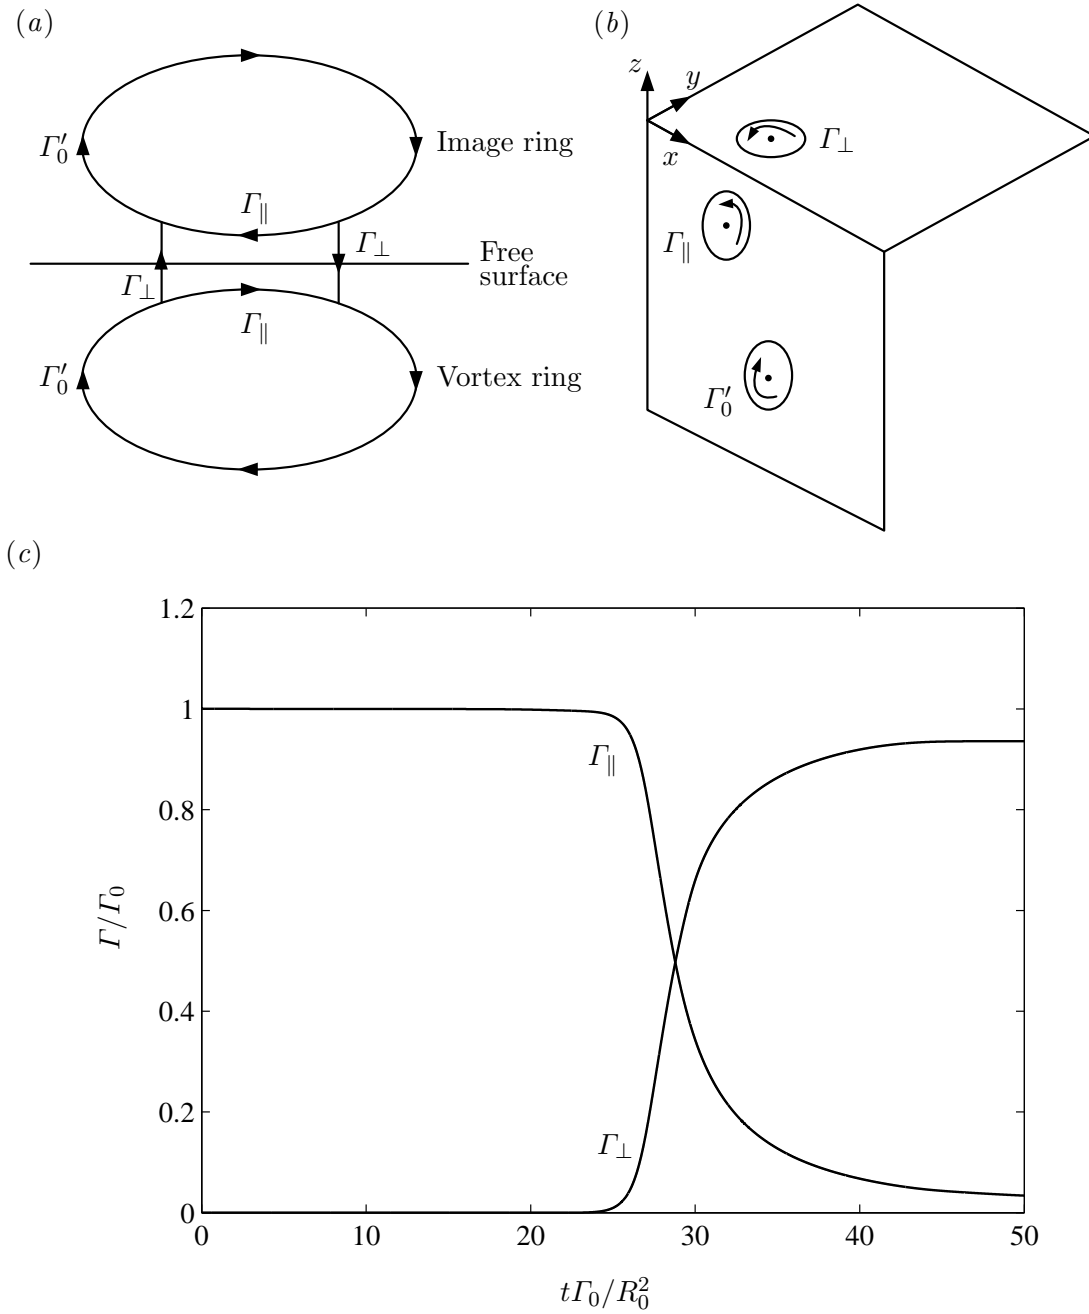 (a)
Γ′₀
Image ring
Γ∥
Γ⊥
Free
surface
Γ⊥
Γ∥
Γ′₀
Vortex ring
(b)
z
y
x
Γ⊥
Γ∥
Γ′₀
(c)
1.2
1
0.8
0.6
0.4
0.2
0
Γ/Γ₀
Γ∥
Γ⊥
0 10 20 30 40 50
tΓ₀/R₀²